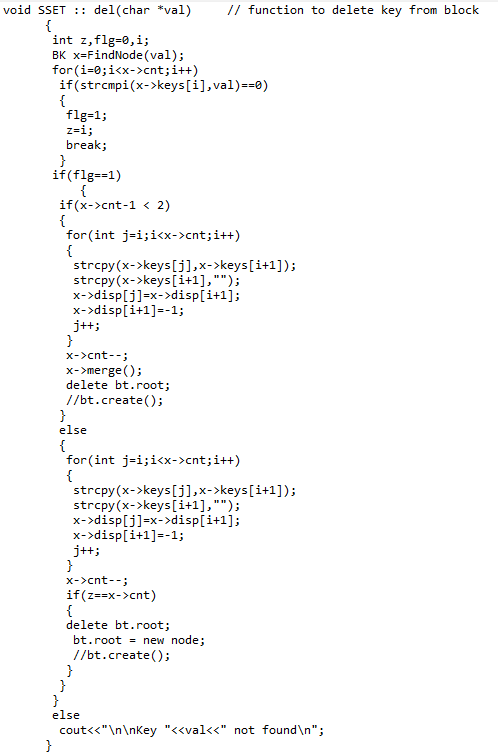 void SSET :: del(char *val)     // function to delete key from block
      {
       int z,flg=0,i;
       BK x=FindNode(val);
       for(i=0;i<x->cnt;i++)
        if(strcmpi(x->keys[i],val)==0)
        {
         flg=1;
         z=i;
         break;
        }
       if(flg==1)
           {
        if(x->cnt-1 < 2)
        {
         for(int j=i;i<x->cnt;i++)
         {
          strcpy(x->keys[j],x->keys[i+1]);
          strcpy(x->keys[i+1],"");
          x->disp[j]=x->disp[i+1];
          x->disp[i+1]=-1;
          j++;
         }
         x->cnt--;
         x->merge();
         delete bt.root;
         //bt.create();
        }
        else
        {
         for(int j=i;i<x->cnt;i++)
         {
          strcpy(x->keys[j],x->keys[i+1]);
          strcpy(x->keys[i+1],"");
          x->disp[j]=x->disp[i+1];
          x->disp[i+1]=-1;
          j++;
         }
         x->cnt--;
         if(z==x->cnt)
         {
         delete bt.root;
          bt.root = new node;
          //bt.create();
         }
        }
       }
       else
        cout<<"\n\nKey "<<val<<" not found\n";
      }